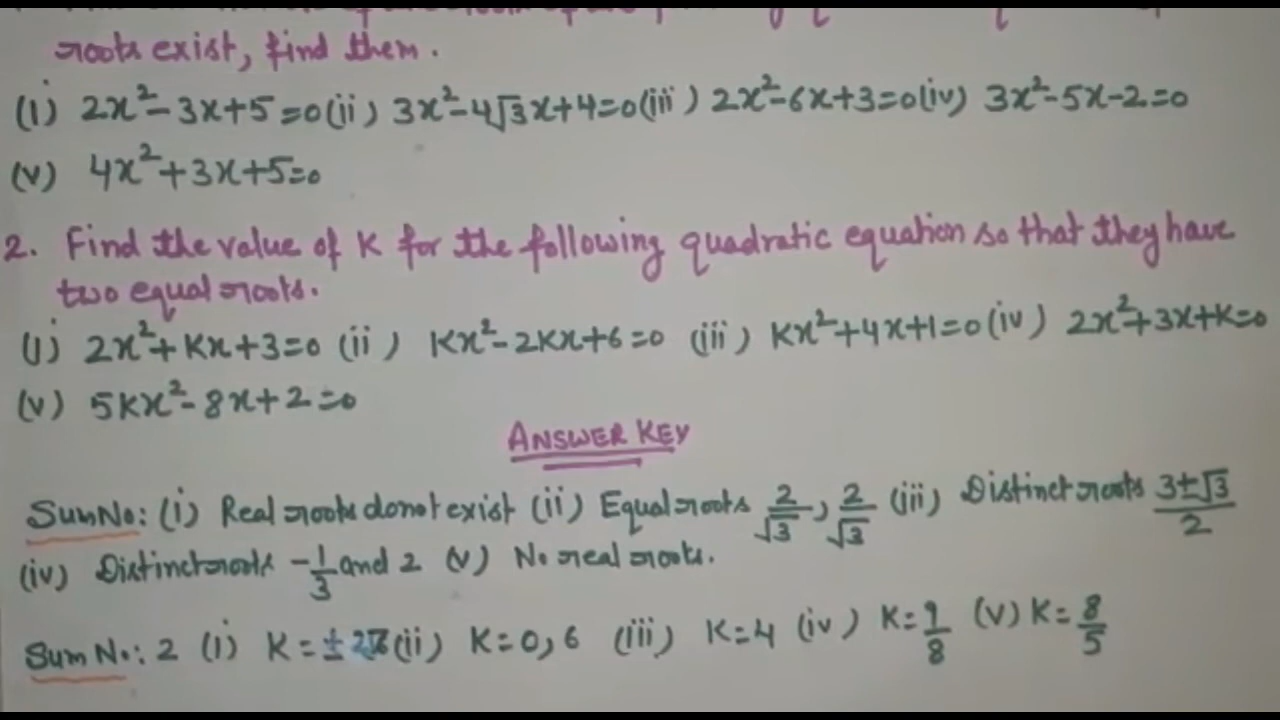 roots exist, find them.
(i) 2x²-3x+5=0 (ii) 3x²-4√3x+4=0 (iii) 2x²-6x+3=0 (iv) 3x²-5x-2=0
(v) 4x²+3x+5=0
2. Find the value of K for the following quadratic equation so that they have
two equal roots.
(i) 2x²+Kx+3=0 (ii) Kx²-2Kx+6=0 (iii) Kx²+4x+1=0 (iv) 2x²+3x+K=0
(v) 5Kx²-8x+2=0
ANSWER KEY
Sum No: (i) Real roots do not exist (ii) Equal roots 2/√3, 2/√3 (iii) Distinct roots 3±√3/2
(iv) Distinct roots -1/3 and 2 (v) No real roots.
Sum No.: 2 (i) K=± (ii) K=0,6 (iii) K=4 (iv) K=9/8 (v) K=8/5